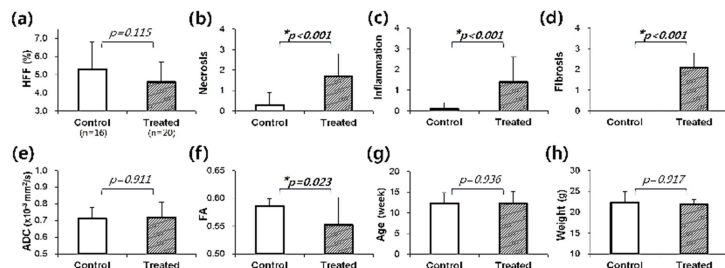 (a) (b) (c) (d)
p=0.115 *p<0.001 *p<0.001 *p<0.001
HFF (%) Necrosis Inflammation Fibrosis
7.0 4 4 4
6.0 3 3 3
5.0 2 2 2
4.0 1 1 1
3.0 0 0 0
Control Treated Control Treated Control Treated Control Treated
(n=16) (n=20)
(e) (f) (g) (h)
p=0.911 *p=0.023 p=0.936 p=0.917
ADC (x10⁻³ mm²/s) FA Age (week) Weight (g)
1.0 0.65 20 30
0.9 15
0.8 0.60 20
0.7 10
0.6 0.55 5 10
0.5 0.50 0 0
Control Treated Control Treated Control Treated Control Treated